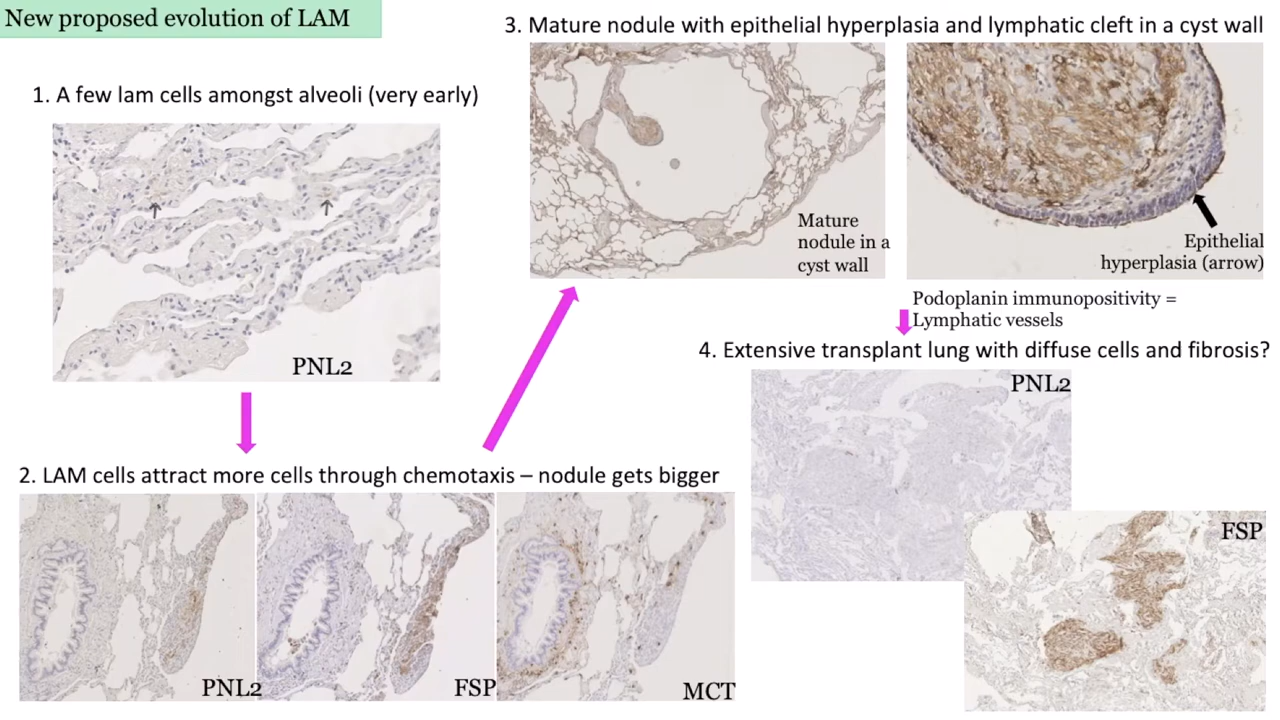 New proposed evolution of LAM
1. A few lam cells amongst alveoli (very early)
PNL2
2. LAM cells attract more cells through chemotaxis – nodule gets bigger
PNL2
FSP
MCT
3. Mature nodule with epithelial hyperplasia and lymphatic cleft in a cyst wall
Mature
nodule in a
cyst wall
Epithelial
hyperplasia (arrow)
Podoplanin immunopositivity =
Lymphatic vessels
4. Extensive transplant lung with diffuse cells and fibrosis?
PNL2
FSP